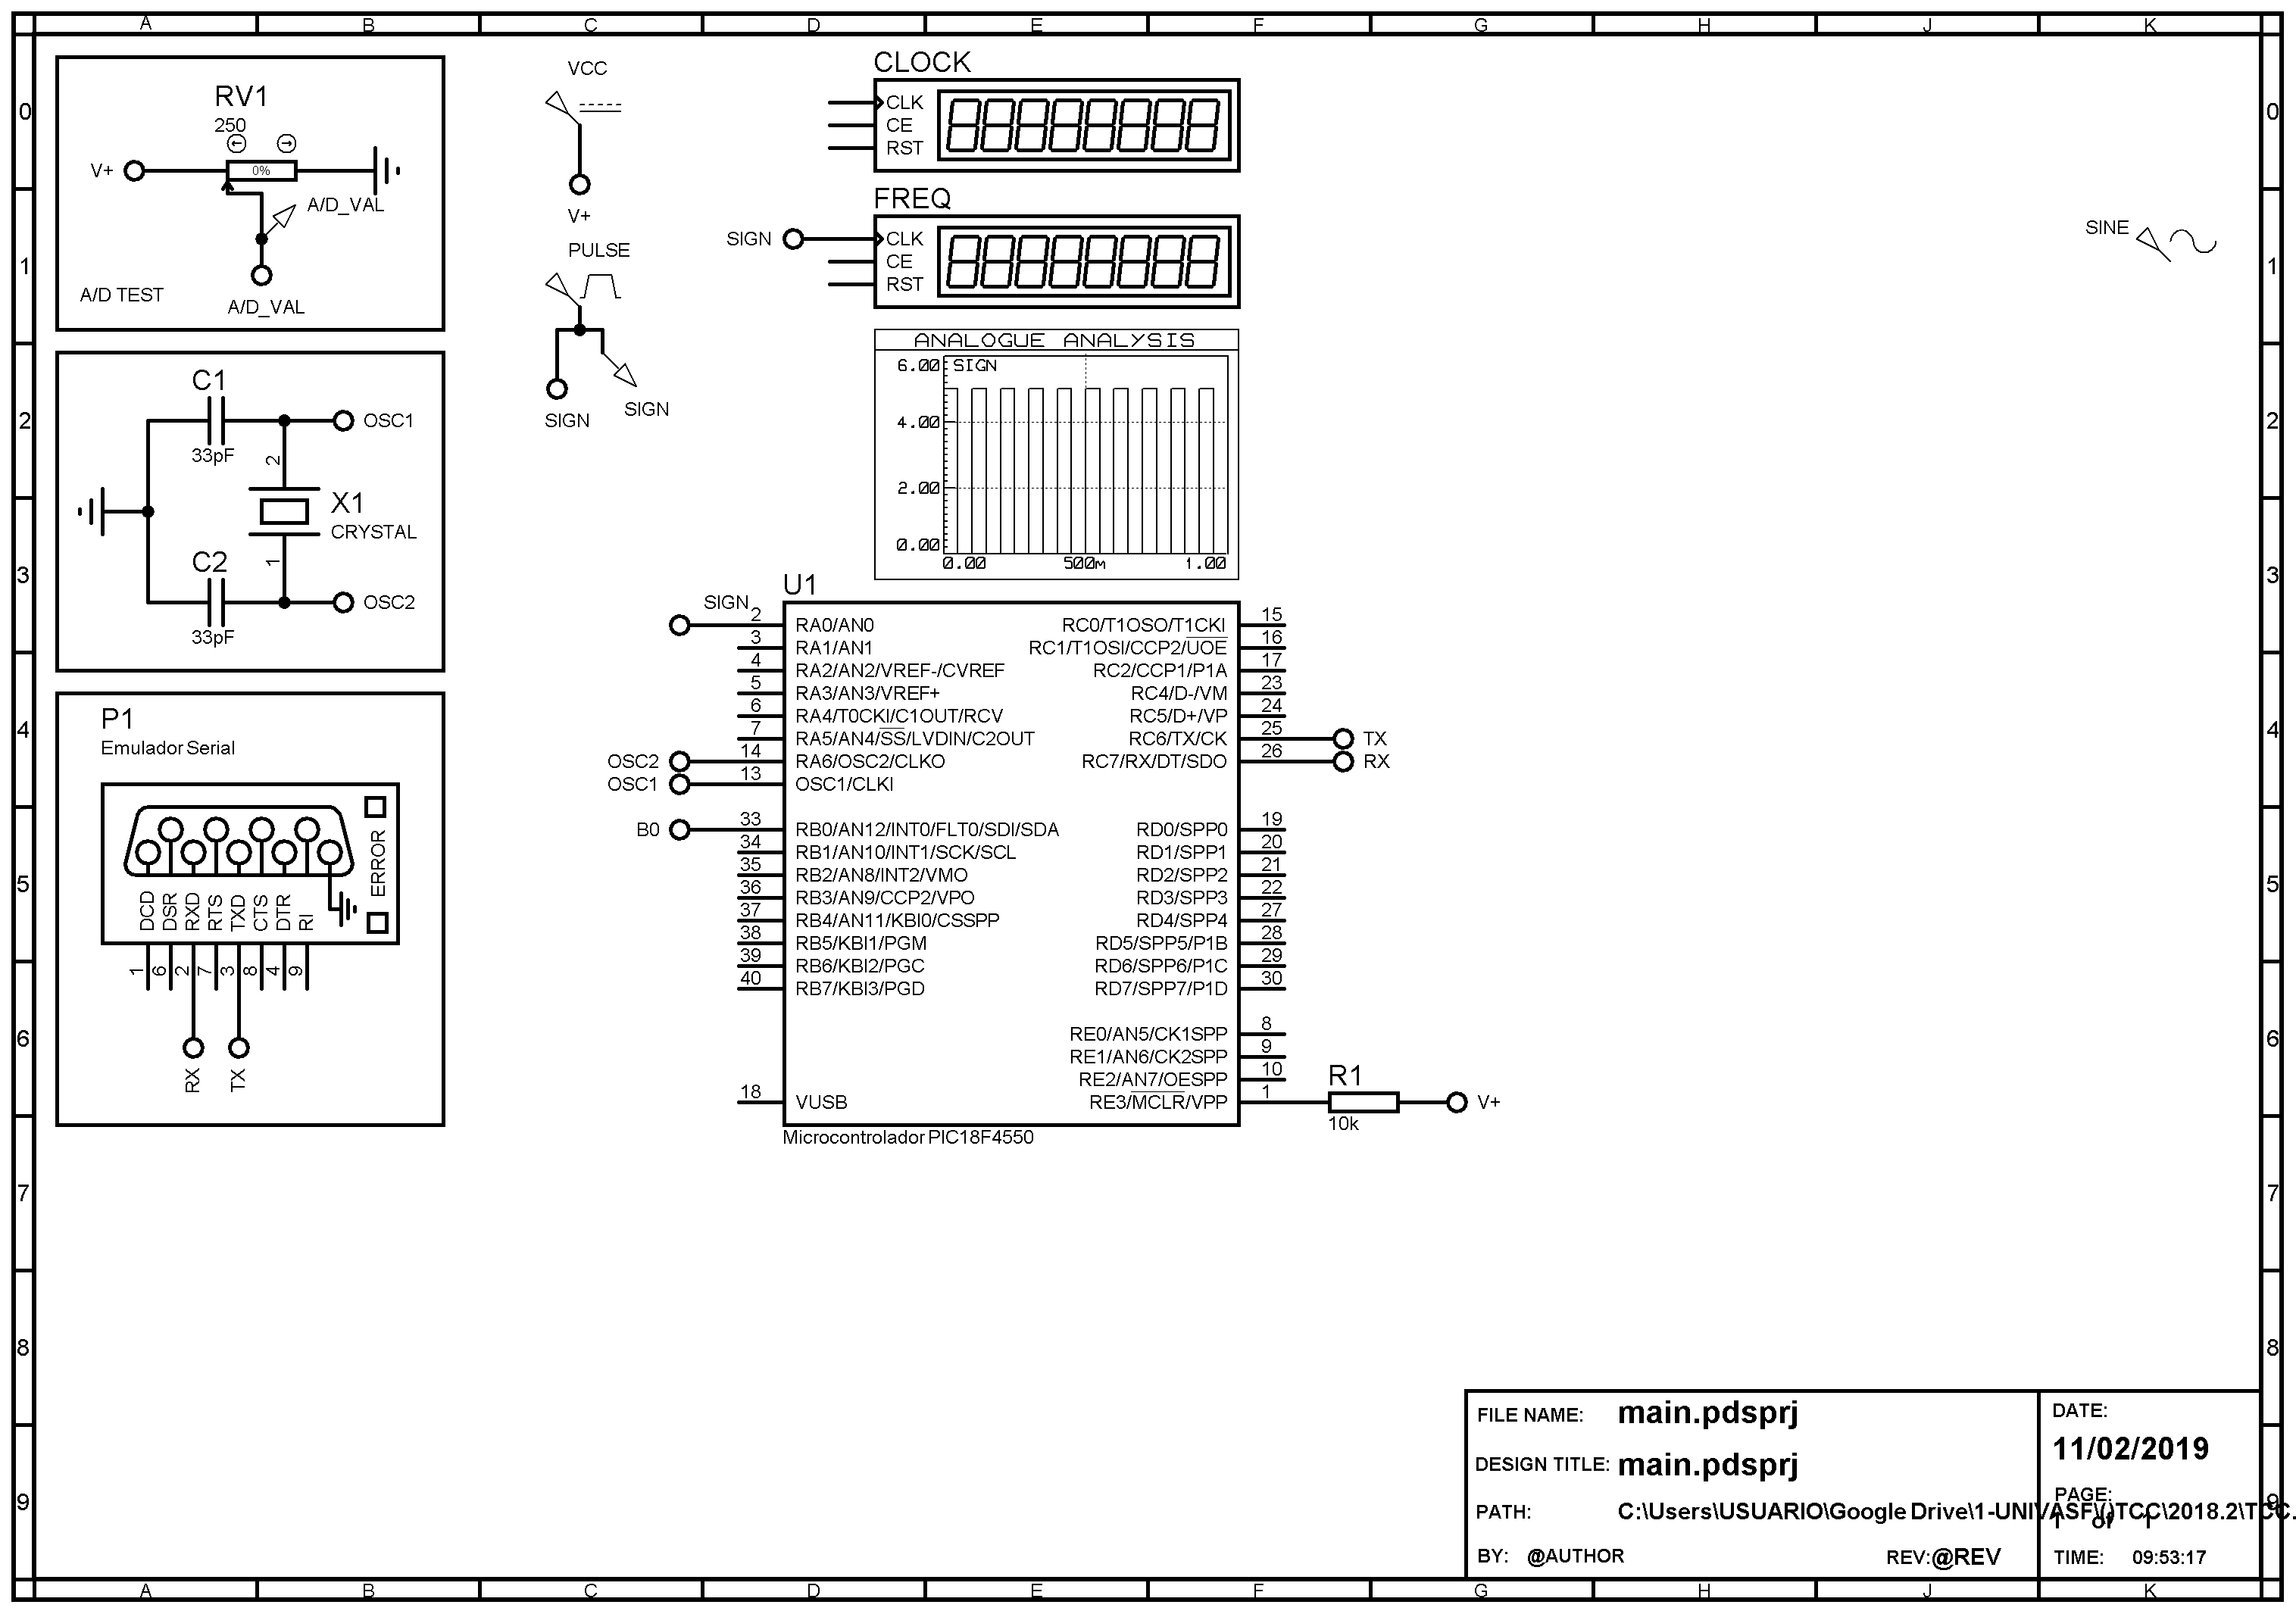 A B C D E F G H J K
0 0
1 1
2 2
3 3
4 4
5 5
6 6
7 7
8 8
9 9
RV1
250
0%
V+
A/D_VAL
A/D_VAL
A/D TEST
C1
33pF
OSC1
2
X1
CRYSTAL
1
C2
33pF
OSC2
P1
Emulador Serial
ERROR
DCD
DSR
RXD
RTS
TXD
CTS
DTR
RI
1
6
2
7
3
8
4
9
RX
TX
VCC
V+
PULSE
SIGN
SIGN
CLOCK
CLK
CE
RST
FREQ
SIGN
CLK
CE
RST
SINE
ANALOGUE ANALYSIS
6.00 SIGN
4.00
2.00
0.00
0.00 500m 1.00
U1
SIGN 2 RA0/AN0
3 RA1/AN1
4 RA2/AN2/VREF-/CVREF
5 RA3/AN3/VREF+
6 RA4/T0CKI/C1OUT/RCV
7 RA5/AN4/SS/LVDIN/C2OUT
OSC2 14 RA6/OSC2/CLKO
OSC1 13 OSC1/CLKI
B0 33 RB0/AN12/INT0/FLT0/SDI/SDA
34 RB1/AN10/INT1/SCK/SCL
35 RB2/AN8/INT2/VMO
36 RB3/AN9/CCP2/VPO
37 RB4/AN11/KBI0/CSSPP
38 RB5/KBI1/PGM
39 RB6/KBI2/PGC
40 RB7/KBI3/PGD
18 VUSB
RC0/T1OSO/T1CKI 15
RC1/T1OSI/CCP2/UOE 16
RC2/CCP1/P1A 17
RC4/D-/VM 23
RC5/D+/VP 24
RC6/TX/CK 25 TX
RC7/RX/DT/SDO 26 RX
RD0/SPP0 19
RD1/SPP1 20
RD2/SPP2 21
RD3/SPP3 22
RD4/SPP4 27
RD5/SPP5/P1B 28
RD6/SPP6/P1C 29
RD7/SPP7/P1D 30
RE0/AN5/CK1SPP 8
RE1/AN6/CK2SPP 9
RE2/AN7/OESPP 10
RE3/MCLR/VPP 1
R1
10k
V+
Microcontrolador PIC18F4550
FILE NAME: main.pdsprj
DESIGN TITLE: main.pdsprj
PATH: C:\Users\USUARIO\Google Drive\1-UNIVASF\()TCC\2018.2\TCC.
BY: @AUTHOR REV:@REV
DATE:
11/02/2019
PAGE:
1 of 1
TIME: 09:53:17
A B C D E F G H J K